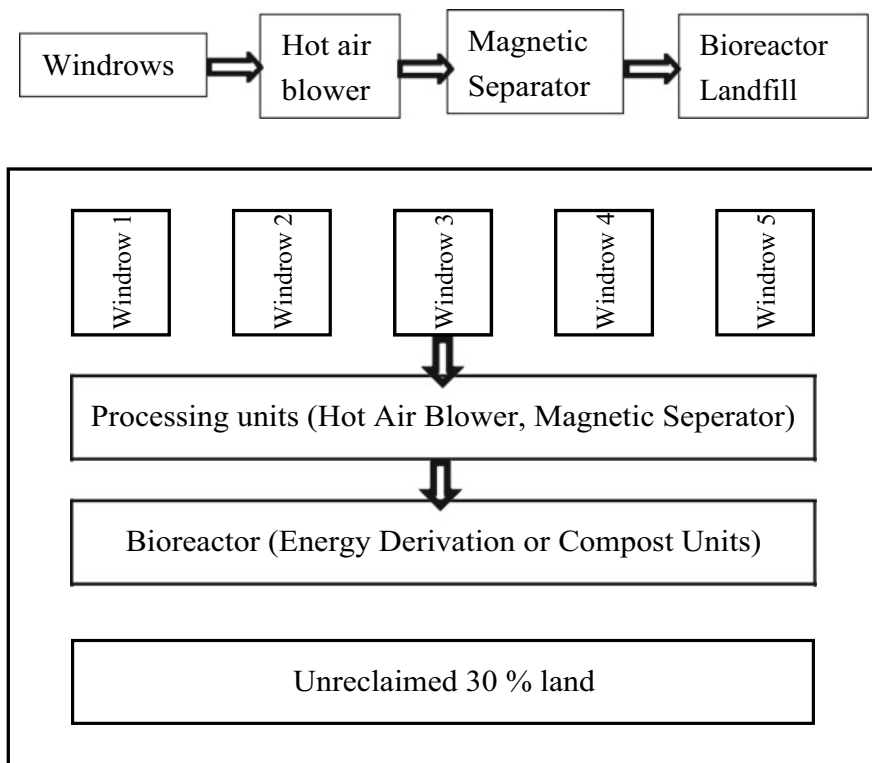 Windrows
Hot air
blower
Magnetic
Separator
Bioreactor
Landfill
Windrow 1
Windrow 2
Windrow 3
Windrow 4
Windrow 5
Processing units (Hot Air Blower, Magnetic Seperator)
Bioreactor (Energy Derivation or Compost Units)
Unreclaimed 30 % land